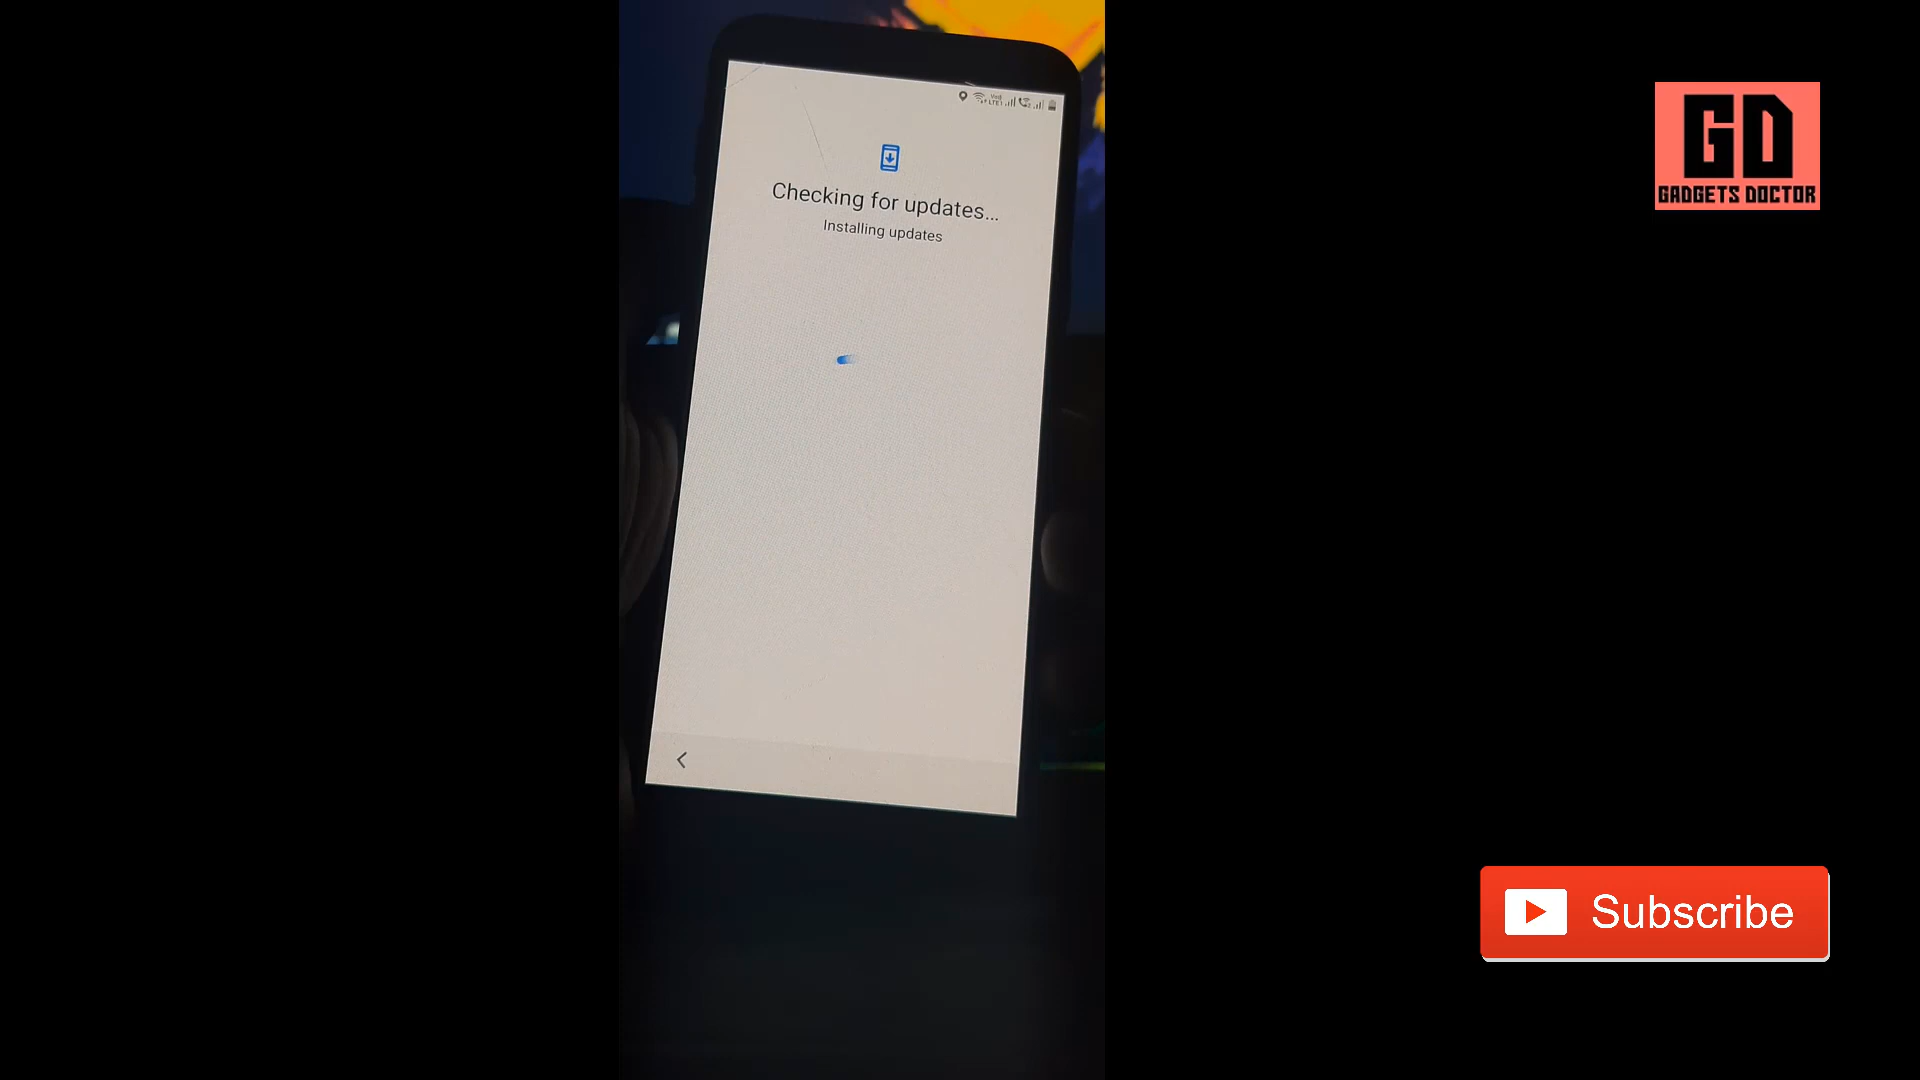 GD
GADGETS DOCTOR
Checking for updates...
Installing updates
Subscribe